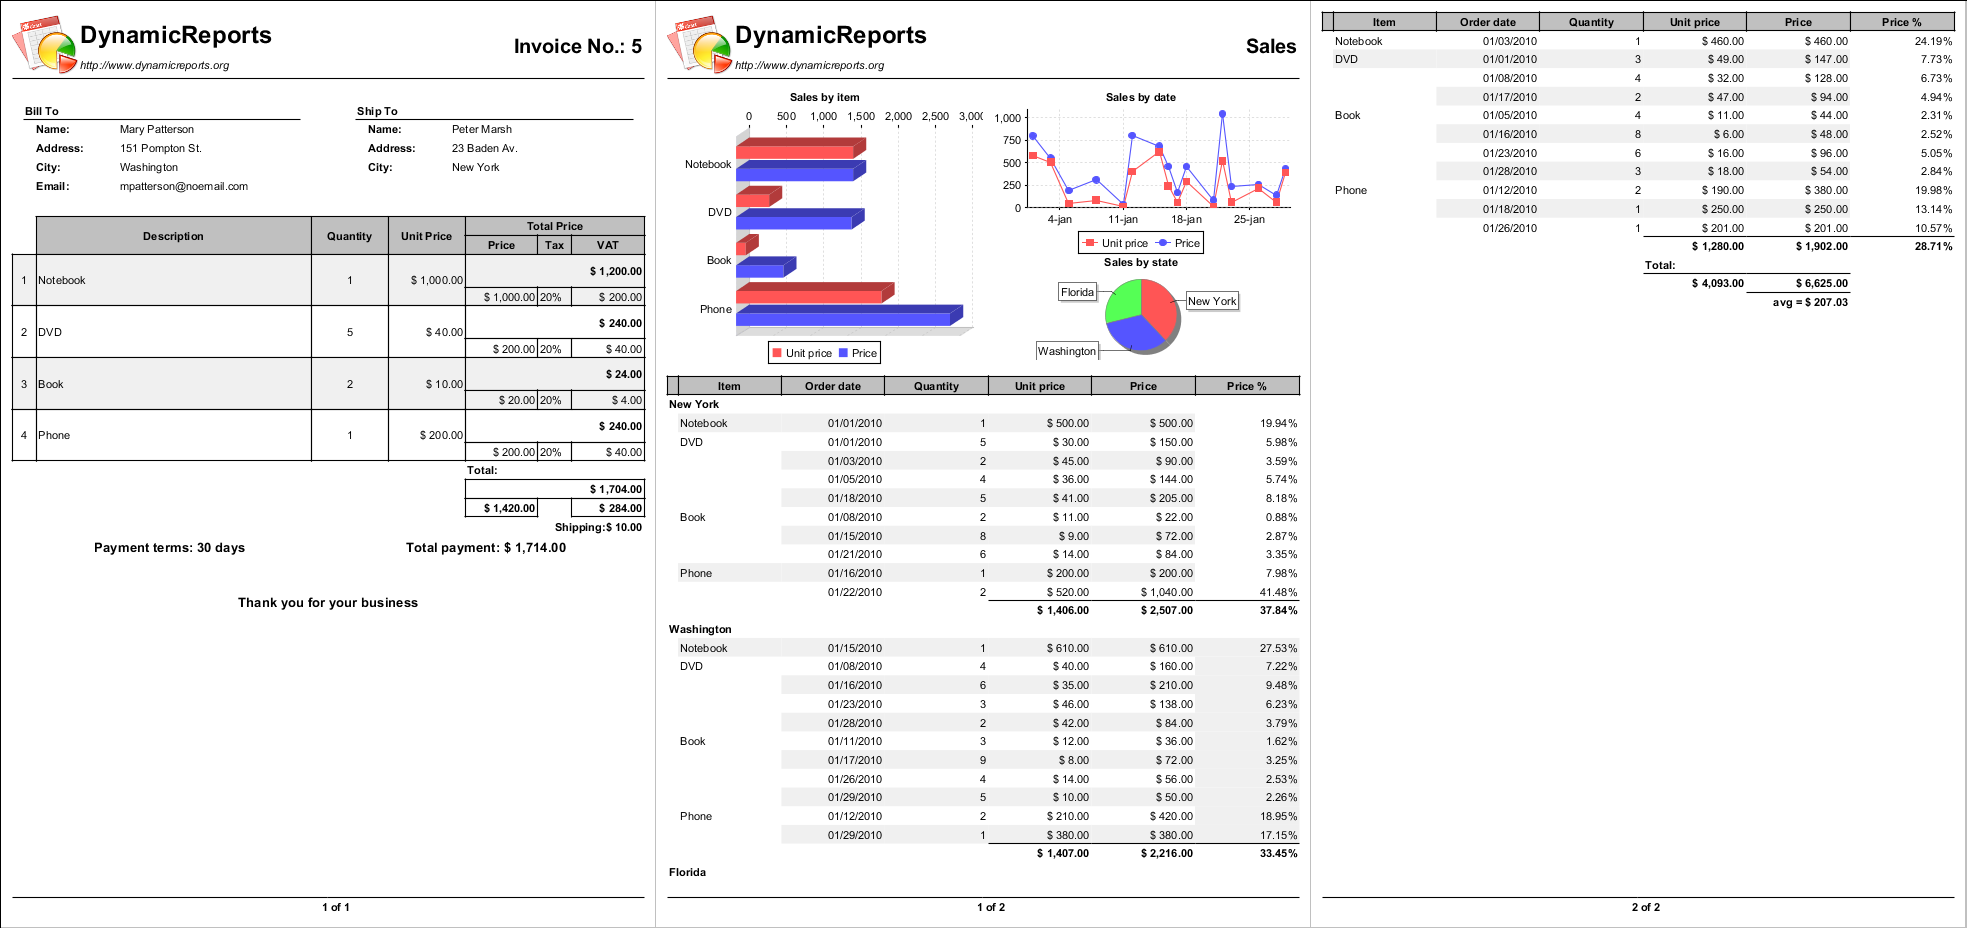 DynamicReports
Invoice No.: 5
http://www.dynamicreports.org
Bill To
Ship To
Name: Mary Patterson Name: Peter Marsh
Address: 151 Pompton St. Address: 23 Baden Av.
City: Washington City: New York
Email: mpatterson@noemail.com
Description Quantity Unit Price Total Price
Price Tax VAT
1 Notebook 1 $ 1,000.00 $ 1,200.00
$ 1,000.00 20% $ 200.00
2 DVD 5 $ 40.00 $ 240.00
$ 200.00 20% $ 40.00
3 Book 2 $ 10.00 $ 24.00
$ 20.00 20% $ 4.00
4 Phone 1 $ 200.00 $ 240.00
$ 200.00 20% $ 40.00
Total:
$ 1,704.00
$ 1,420.00 $ 284.00
Shipping:$ 10.00
Payment terms: 30 days Total payment: $ 1,714.00
Thank you for your business
1 of 1
DynamicReports
Sales
http://www.dynamicreports.org
Sales by item
0 500 1,000 1,500 2,000 2,500 3,000
Notebook
DVD
Book
Phone
Unit price Price
Sales by date
1,000
750
500
250
0
4-jan 11-jan 18-jan 25-jan
Unit price Price
Sales by state
Florida
New York
Washington
Item Order date Quantity Unit price Price Price %
New York
Notebook 01/01/2010 1 $ 500.00 $ 500.00 19.94%
DVD 01/01/2010 5 $ 30.00 $ 150.00 5.98%
01/03/2010 2 $ 45.00 $ 90.00 3.59%
01/05/2010 4 $ 36.00 $ 144.00 5.74%
01/18/2010 5 $ 41.00 $ 205.00 8.18%
Book 01/08/2010 2 $ 11.00 $ 22.00 0.88%
01/15/2010 8 $ 9.00 $ 72.00 2.87%
01/21/2010 6 $ 14.00 $ 84.00 3.35%
Phone 01/16/2010 1 $ 200.00 $ 200.00 7.98%
01/22/2010 2 $ 520.00 $ 1,040.00 41.48%
$ 1,406.00 $ 2,507.00 37.84%
Washington
Notebook 01/15/2010 1 $ 610.00 $ 610.00 27.53%
DVD 01/08/2010 4 $ 40.00 $ 160.00 7.22%
01/16/2010 6 $ 35.00 $ 210.00 9.48%
01/23/2010 3 $ 46.00 $ 138.00 6.23%
01/28/2010 2 $ 42.00 $ 84.00 3.79%
Book 01/11/2010 3 $ 12.00 $ 36.00 1.62%
01/17/2010 9 $ 8.00 $ 72.00 3.25%
01/26/2010 4 $ 14.00 $ 56.00 2.53%
01/29/2010 5 $ 10.00 $ 50.00 2.26%
Phone 01/12/2010 2 $ 210.00 $ 420.00 18.95%
01/29/2010 1 $ 380.00 $ 380.00 17.15%
$ 1,407.00 $ 2,216.00 33.45%
Florida
1 of 2
Item Order date Quantity Unit price Price Price %
Notebook 01/03/2010 1 $ 460.00 $ 460.00 24.19%
DVD 01/01/2010 3 $ 49.00 $ 147.00 7.73%
01/08/2010 4 $ 32.00 $ 128.00 6.73%
01/17/2010 2 $ 47.00 $ 94.00 4.94%
Book 01/05/2010 4 $ 11.00 $ 44.00 2.31%
01/16/2010 8 $ 6.00 $ 48.00 2.52%
01/23/2010 6 $ 16.00 $ 96.00 5.05%
01/28/2010 3 $ 18.00 $ 54.00 2.84%
Phone 01/12/2010 2 $ 190.00 $ 380.00 19.98%
01/18/2010 1 $ 250.00 $ 250.00 13.14%
01/26/2010 1 $ 201.00 $ 201.00 10.57%
$ 1,280.00 $ 1,902.00 28.71%
Total:
$ 4,093.00 $ 6,625.00
avg = $ 207.03
2 of 2